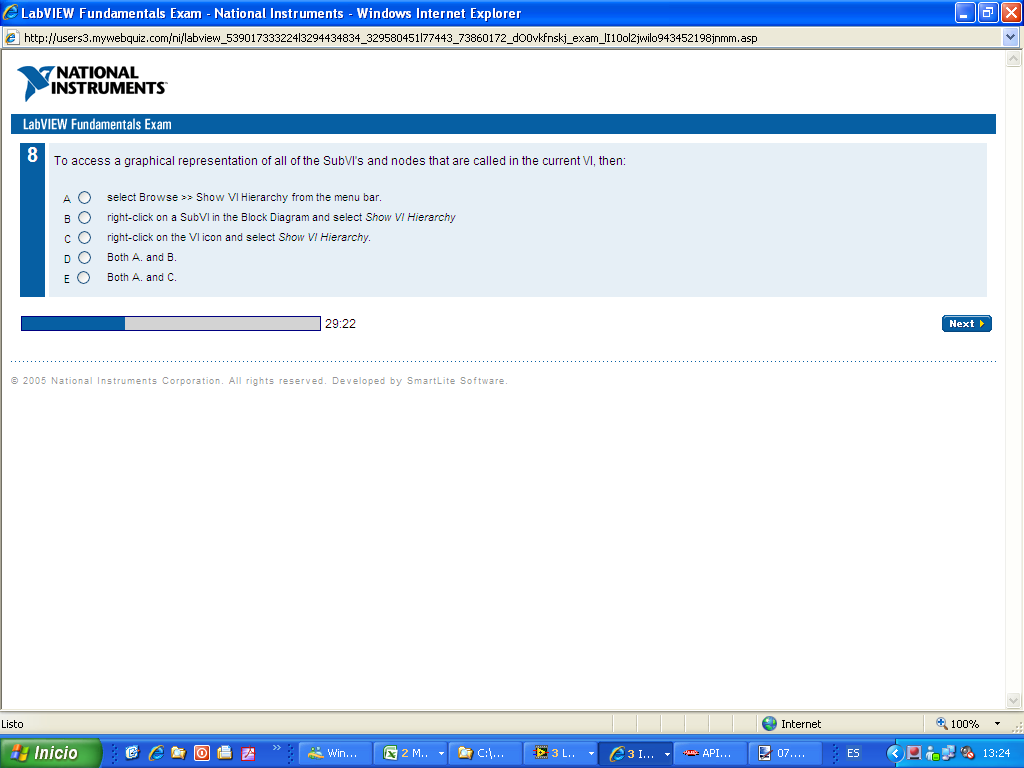 LabVIEW Fundamentals Exam - National Instruments - Windows Internet Explorer
http://users3.mywebquiz.com/ni/labview_539017333224l3294434834_329580451l77443_73860172_dO0vkfnskj_exam_lI10ol2jwilo943452198jnmm.asp
NATIONAL
INSTRUMENTS
LabVIEW Fundamentals Exam
8 To access a graphical representation of all of the SubVI's and nodes that are called in the current VI, then:
A select Browse >> Show VI Hierarchy from the menu bar.
B right-click on a SubVI in the Block Diagram and select Show VI Hierarchy
C right-click on the VI icon and select Show VI Hierarchy.
D Both A. and B.
E Both A. and C.
29:22 Next
© 2005 National Instruments Corporation. All rights reserved. Developed by SmartLite Software.
Listo Internet 100%
Inicio Win... 2 M... C:\... 3 L... 3 I... API... 07.... ES 13:24